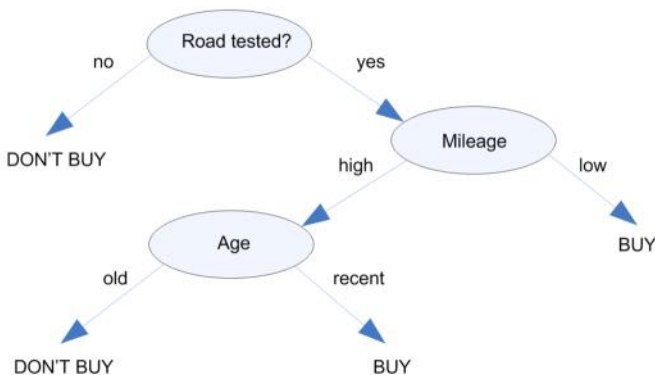 Road tested?
no
yes
DON'T BUY
Mileage
high
low
Age
BUY
old
recent
DON'T BUY
BUY